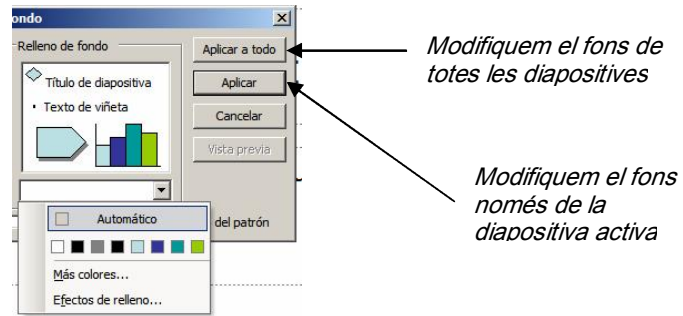 ondo
Relleno de fondo
Título de diapositiva
· Texto de viñeta
Aplicar a todo
Aplicar
Cancelar
Vista previa
Automático
del patrón
Más colores...
Efectos de relleno...
Modifiquem el fons de
totes les diapositives
Modifiquem el fons
només de la
diapositiva activa